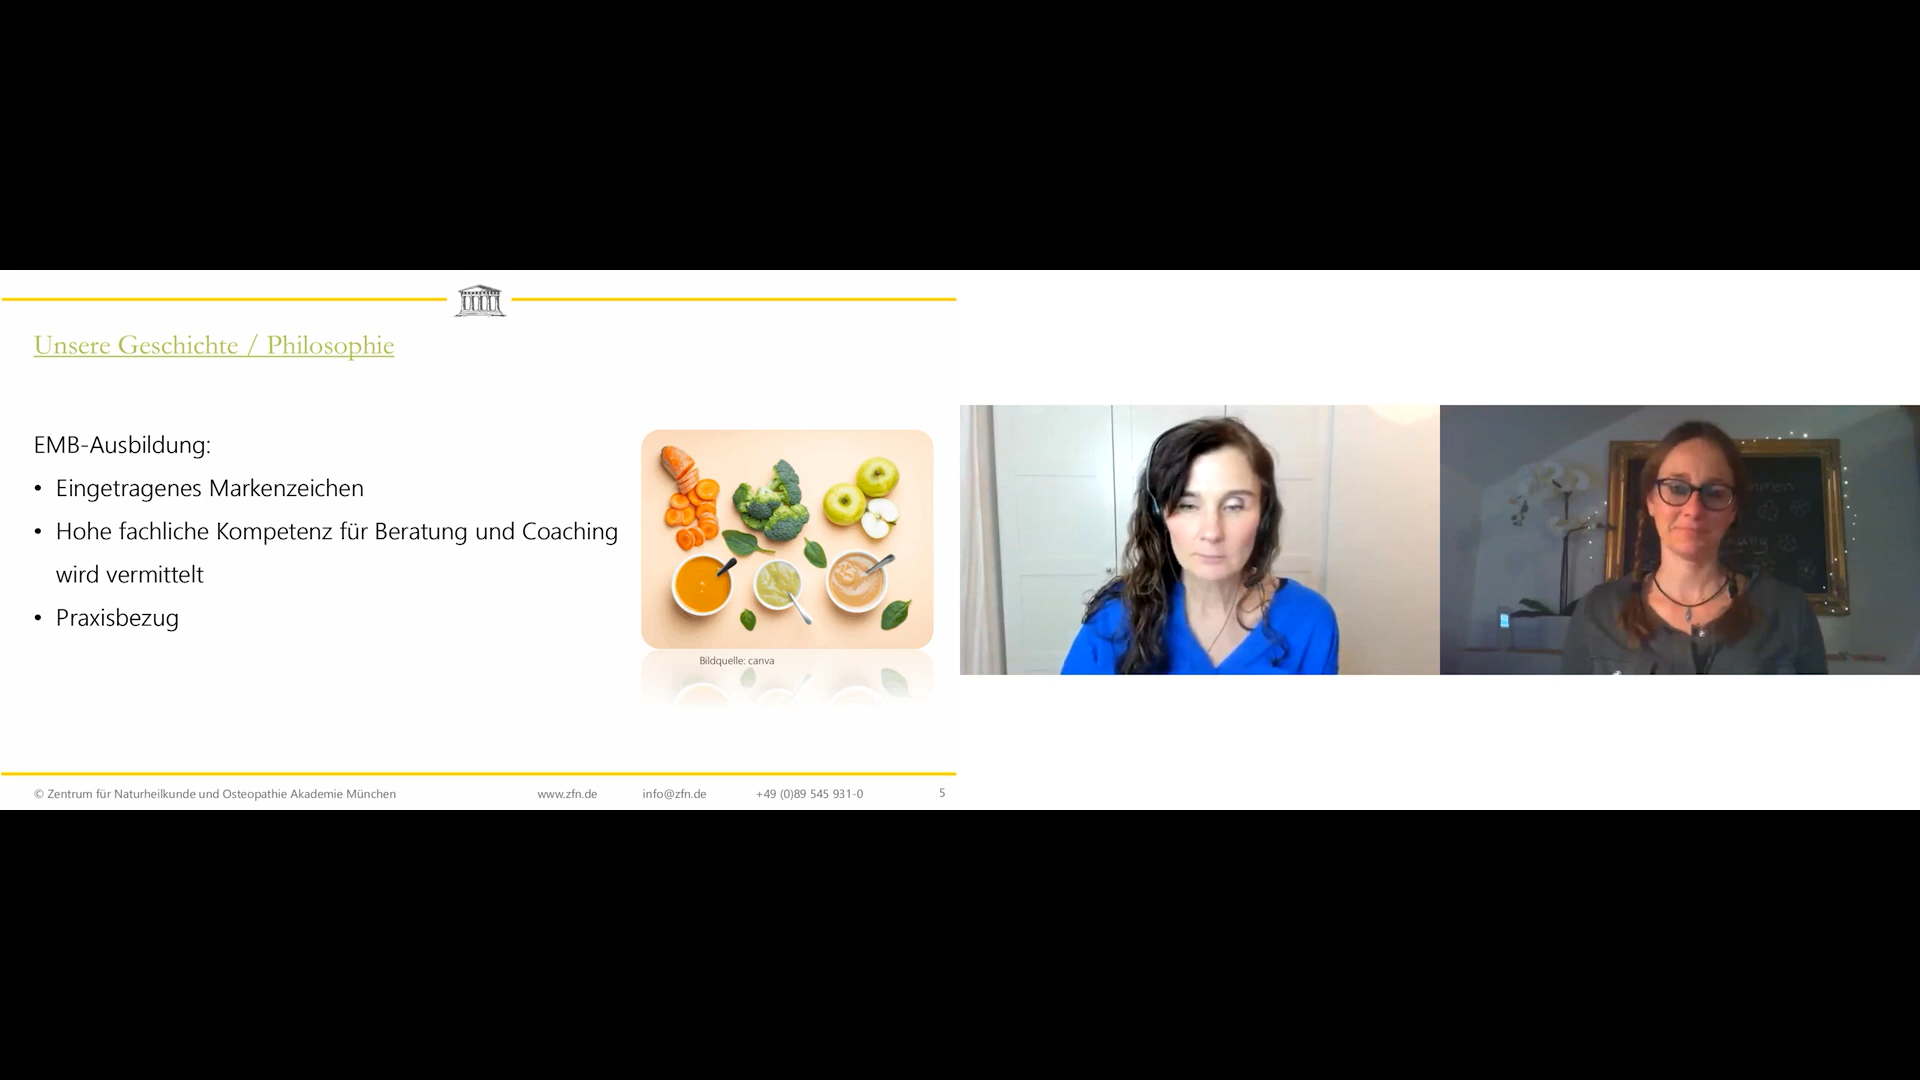 Unsere Geschichte / Philosophie
EMB-Ausbildung:
• Eingetragenes Markenzeichen
• Hohe fachliche Kompetenz für Beratung und Coaching
wird vermittelt
• Praxisbezug
Bildquelle: canva
© Zentrum für Naturheilkunde und Osteopathie Akademie München www.zfn.de info@zfn.de +49 (0)89 545 931-0 5